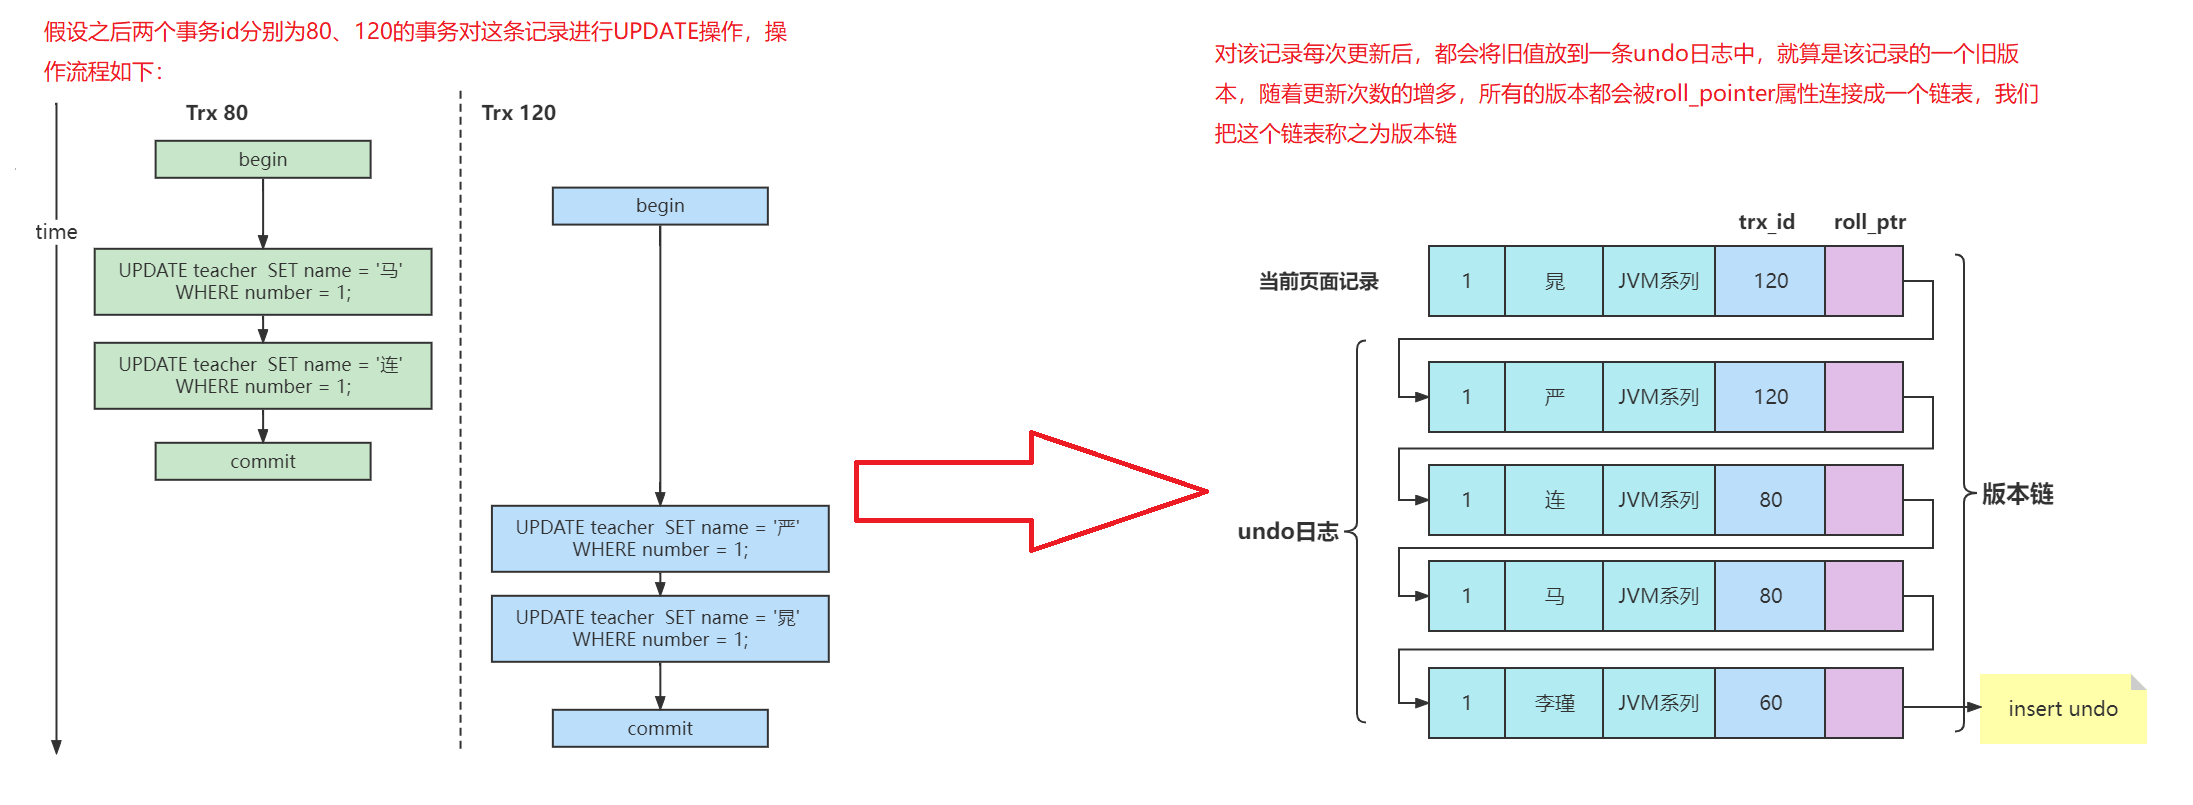 假设之后两个事务id分别为80、120的事务对这条记录进行UPDATE操作，操
作流程如下：
Trx 80
Trx 120
time
begin
UPDATE teacher  SET name = '马'
WHERE number = 1;
UPDATE teacher  SET name = '连'
WHERE number = 1;
commit
begin
UPDATE teacher  SET name = '严'
WHERE number = 1;
UPDATE teacher  SET name = '晁'
WHERE number = 1;
commit
对该记录每次更新后，都会将旧值放到一条undo日志中，就算是该记录的一个旧版
本，随着更新次数的增多，所有的版本都会被roll_pointer属性连接成一个链表，我们
把这个链表称之为版本链
trx_id roll_ptr
当前页面记录 1 晁 JVM系列 120
1 严 JVM系列 120
1 连 JVM系列 80
1 马 JVM系列 80
1 李瑾 JVM系列 60
undo日志
版本链
insert undo